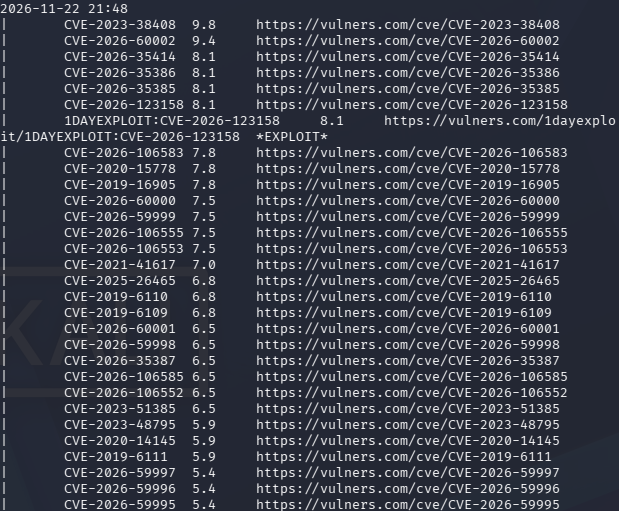 2026-11-22 21:48
|       CVE-2023-38408  9.8     https://vulners.com/cve/CVE-2023-38408
|       CVE-2026-60002  9.4     https://vulners.com/cve/CVE-2026-60002
|       CVE-2026-35414  8.1     https://vulners.com/cve/CVE-2026-35414
|       CVE-2026-35386  8.1     https://vulners.com/cve/CVE-2026-35386
|       CVE-2026-35385  8.1     https://vulners.com/cve/CVE-2026-35385
|       CVE-2026-123158 8.1     https://vulners.com/cve/CVE-2026-123158
|       1DAYEXPLOIT:CVE-2026-123158     8.1     https://vulners.com/1dayexplo
it/1DAYEXPLOIT:CVE-2026-123158  *EXPLOIT*
|       CVE-2026-106583 7.8     https://vulners.com/cve/CVE-2026-106583
|       CVE-2020-15778  7.8     https://vulners.com/cve/CVE-2020-15778
|       CVE-2019-16905  7.8     https://vulners.com/cve/CVE-2019-16905
|       CVE-2026-60000  7.5     https://vulners.com/cve/CVE-2026-60000
|       CVE-2026-59999  7.5     https://vulners.com/cve/CVE-2026-59999
|       CVE-2026-106555 7.5     https://vulners.com/cve/CVE-2026-106555
|       CVE-2026-106553 7.5     https://vulners.com/cve/CVE-2026-106553
|       CVE-2021-41617  7.0     https://vulners.com/cve/CVE-2021-41617
|       CVE-2025-26465  6.8     https://vulners.com/cve/CVE-2025-26465
|       CVE-2019-6110   6.8     https://vulners.com/cve/CVE-2019-6110
|       CVE-2019-6109   6.8     https://vulners.com/cve/CVE-2019-6109
|       CVE-2026-60001  6.5     https://vulners.com/cve/CVE-2026-60001
|       CVE-2026-59998  6.5     https://vulners.com/cve/CVE-2026-59998
|       CVE-2026-35387  6.5     https://vulners.com/cve/CVE-2026-35387
|       CVE-2026-106585 6.5     https://vulners.com/cve/CVE-2026-106585
|       CVE-2026-106552 6.5     https://vulners.com/cve/CVE-2026-106552
|       CVE-2023-51385  6.5     https://vulners.com/cve/CVE-2023-51385
|       CVE-2023-48795  5.9     https://vulners.com/cve/CVE-2023-48795
|       CVE-2020-14145  5.9     https://vulners.com/cve/CVE-2020-14145
|       CVE-2019-6111   5.9     https://vulners.com/cve/CVE-2019-6111
|       CVE-2026-59997  5.4     https://vulners.com/cve/CVE-2026-59997
|       CVE-2026-59996  5.4     https://vulners.com/cve/CVE-2026-59996
|       CVE-2026-59995  5.4     https://vulners.com/cve/CVE-2026-59995